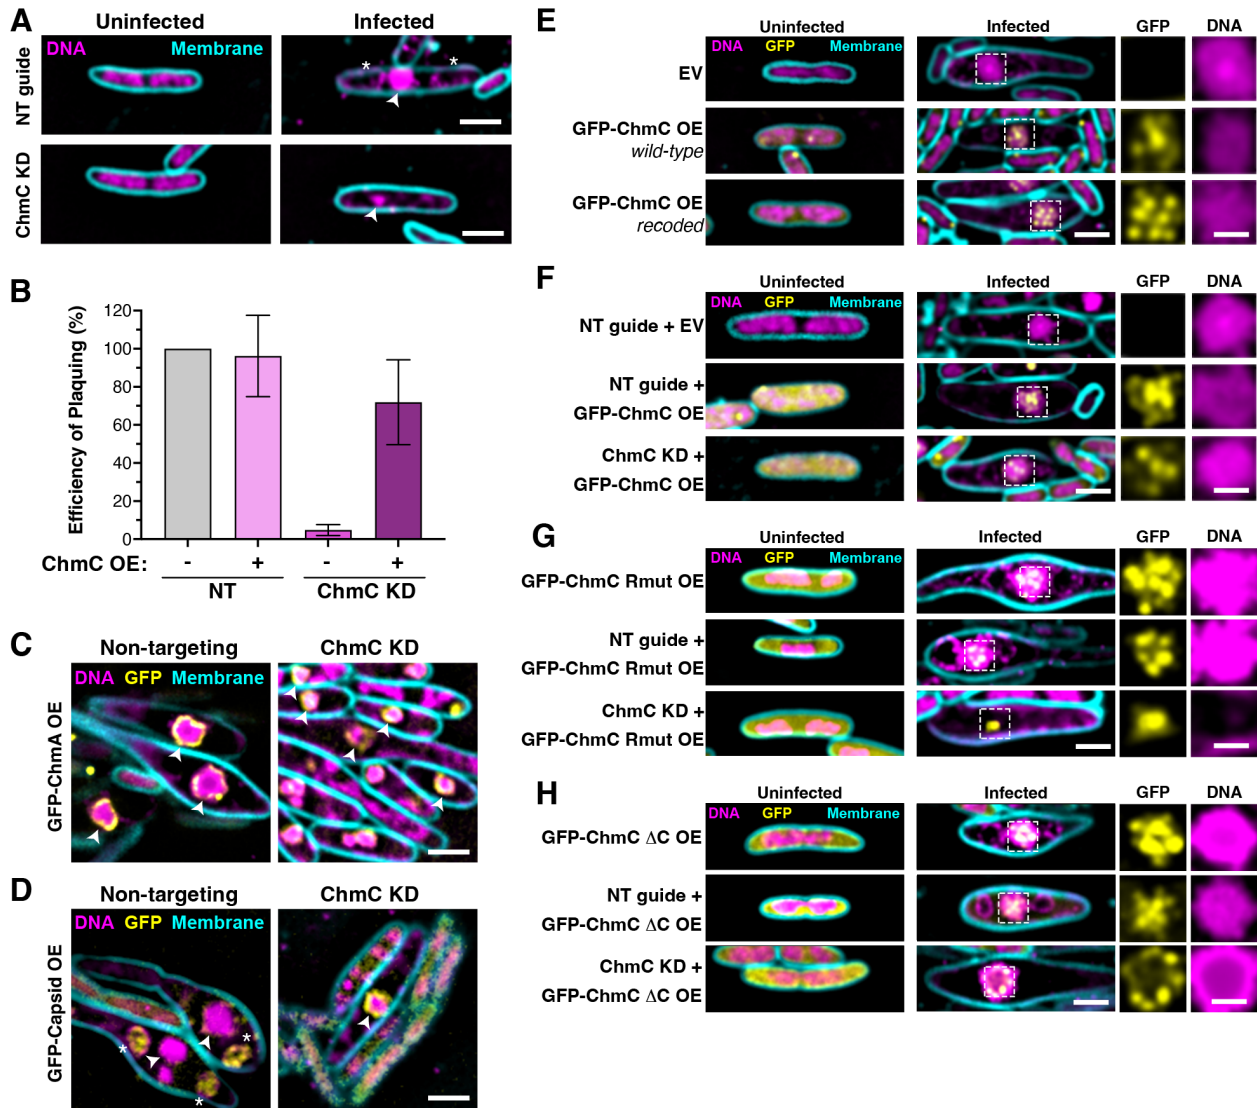 A
Uninfected
Infected
DNA
Membrane
NT guide
*
*
ChmC KD
B
Efficiency of Plaquing (%)
120
100
80
60
40
20
0
ChmC OE:
-
+
-
+
NT
ChmC KD
C
Non-targeting
ChmC KD
DNA GFP Membrane
GFP-ChmA OE
D
Non-targeting
ChmC KD
DNA GFP Membrane
GFP-Capsid OE
*
*
*
E
Uninfected
Infected
GFP
DNA
DNA GFP Membrane
EV
GFP-ChmC OE
wild-type
GFP-ChmC OE
recoded
F
Uninfected
Infected
GFP
DNA
DNA GFP Membrane
NT guide + EV
NT guide +
GFP-ChmC OE
ChmC KD +
GFP-ChmC OE
G
Uninfected
Infected
GFP
DNA
DNA GFP Membrane
GFP-ChmC Rmut OE
NT guide +
GFP-ChmC Rmut OE
ChmC KD +
GFP-ChmC Rmut OE
H
Uninfected
Infected
GFP
DNA
DNA GFP Membrane
GFP-ChmC ΔC OE
NT guide +
GFP-ChmC ΔC OE
ChmC KD +
GFP-ChmC ΔC OE